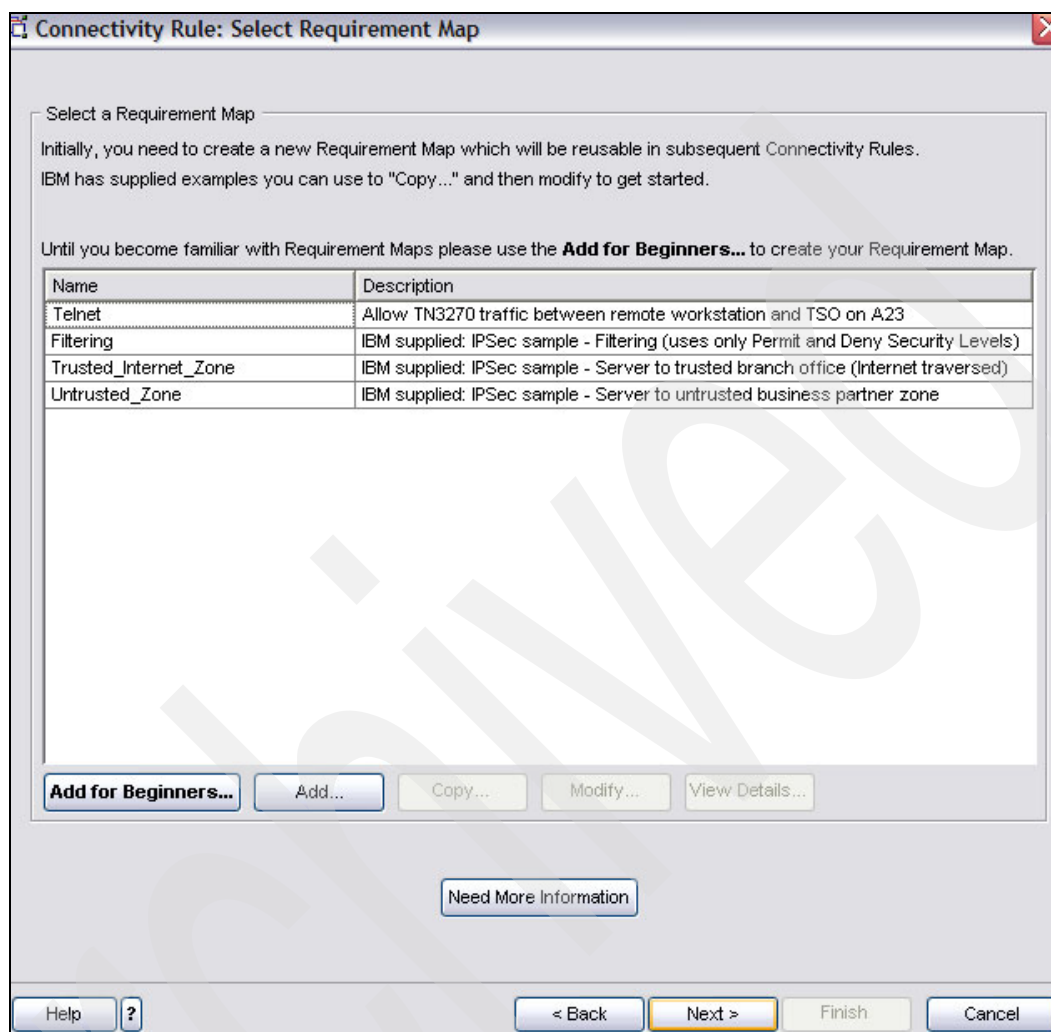 Connectivity Rule: Select Requirement Map
Select a Requirement Map
Initially, you need to create a new Requirement Map which will be reusable in subsequent Connectivity Rules.
IBM has supplied examples you can use to "Copy..." and then modify to get started.
Until you become familiar with Requirement Maps please use the Add for Beginners... to create your Requirement Map.
Name Description
Telnet Allow TN3270 traffic between remote workstation and TSO on A23
Filtering IBM supplied: IPSec sample - Filtering (uses only Permit and Deny Security Levels)
Trusted_Internet_Zone IBM supplied: IPSec sample - Server to trusted branch office (Internet traversed)
Untrusted_Zone IBM supplied: IPSec sample - Server to untrusted business partner zone
Add for Beginners... Add... Copy... Modify... View Details...
Need More Information
Help ? < Back Next > Finish Cancel